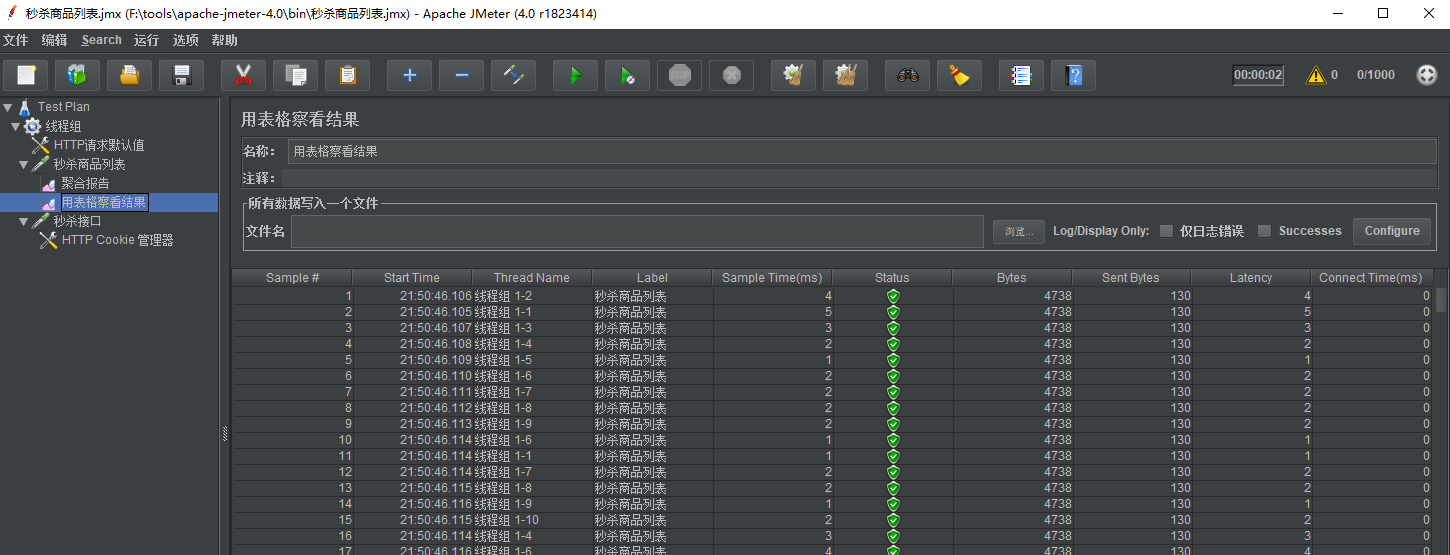 秒杀商品列表.jmx (F:\tools\apache-jmeter-4.0\bin\秒杀商品列表.jmx) - Apache JMeter (4.0 r1823414)
文件 编辑 Search 运行 选项 帮助
STOP 00:00:02 0 0/1000
Test Plan
线程组
HTTP请求默认值
秒杀商品列表
聚合报告
用表格察看结果
秒杀接口
HTTP Cookie 管理器
用表格察看结果
名称： 用表格察看结果
注释：
所有数据写入一个文件
文件名 浏览... Log/Display Only: 仅日志错误 Successes Configure
Sample # Start Time Thread Name Label Sample Time(ms) Status Bytes Sent Bytes Latency Connect Time(ms)
1 21:50:46.106 线程组 1-2 秒杀商品列表 4 4738 130 4 0
2 21:50:46.105 线程组 1-1 秒杀商品列表 5 4738 130 5 0
3 21:50:46.107 线程组 1-3 秒杀商品列表 3 4738 130 3 0
4 21:50:46.108 线程组 1-4 秒杀商品列表 2 4738 130 2 0
5 21:50:46.109 线程组 1-5 秒杀商品列表 1 4738 130 1 0
6 21:50:46.110 线程组 1-6 秒杀商品列表 2 4738 130 2 0
7 21:50:46.111 线程组 1-7 秒杀商品列表 2 4738 130 2 0
8 21:50:46.112 线程组 1-8 秒杀商品列表 2 4738 130 2 0
9 21:50:46.113 线程组 1-9 秒杀商品列表 2 4738 130 2 0
10 21:50:46.114 线程组 1-6 秒杀商品列表 1 4738 130 1 0
11 21:50:46.114 线程组 1-1 秒杀商品列表 1 4738 130 1 0
12 21:50:46.114 线程组 1-7 秒杀商品列表 2 4738 130 2 0
13 21:50:46.115 线程组 1-8 秒杀商品列表 2 4738 130 2 0
14 21:50:46.116 线程组 1-9 秒杀商品列表 1 4738 130 1 0
15 21:50:46.115 线程组 1-10 秒杀商品列表 2 4738 130 2 0
16 21:50:46.114 线程组 1-4 秒杀商品列表 3 4738 130 3 0
17 21:50:46.116 线程组 1-6 秒杀商品列表 4 4738 130 4 0